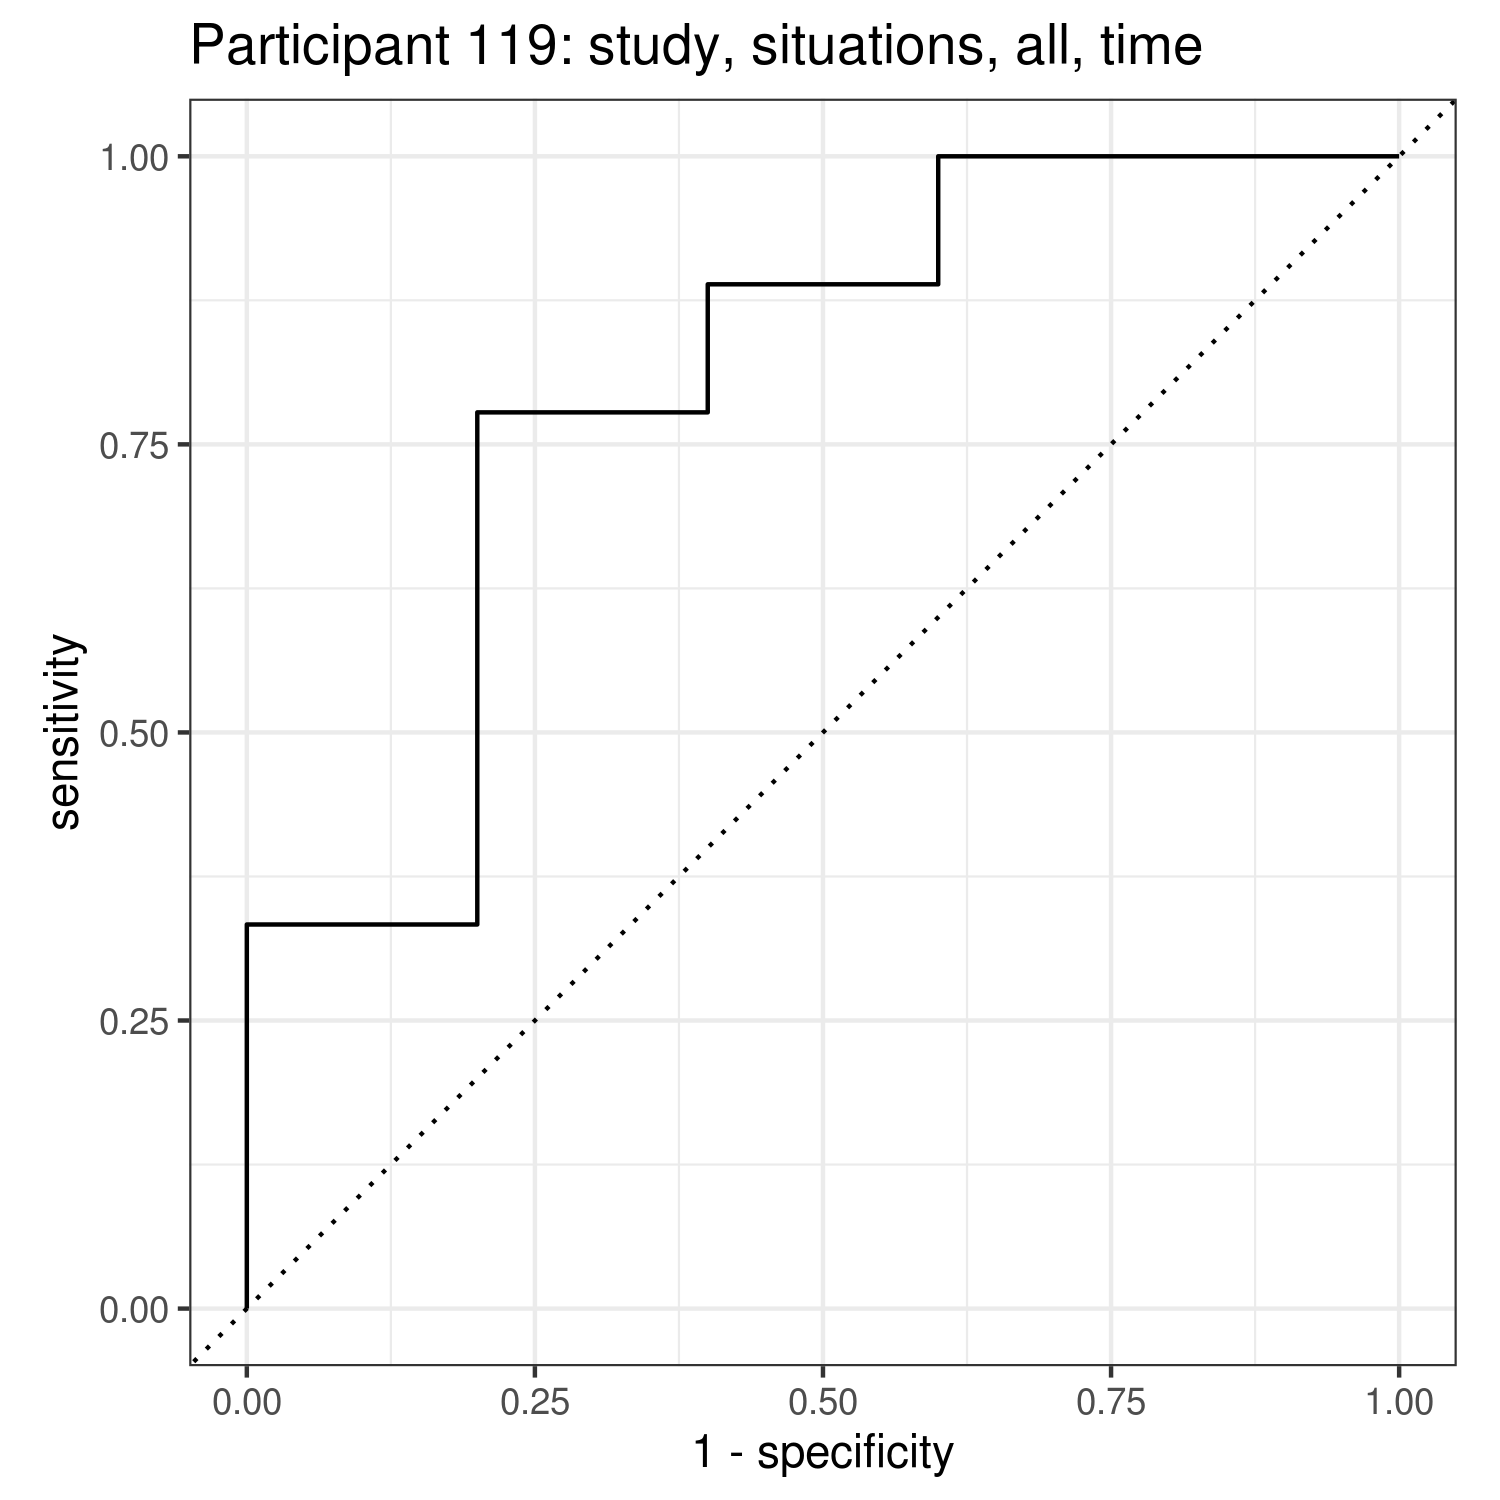 Participant 119: study, situations, all, time
1.00
0.75
0.50
0.25
0.00
sensitivity
0.00 0.25 0.50 0.75 1.00
1 - specificity